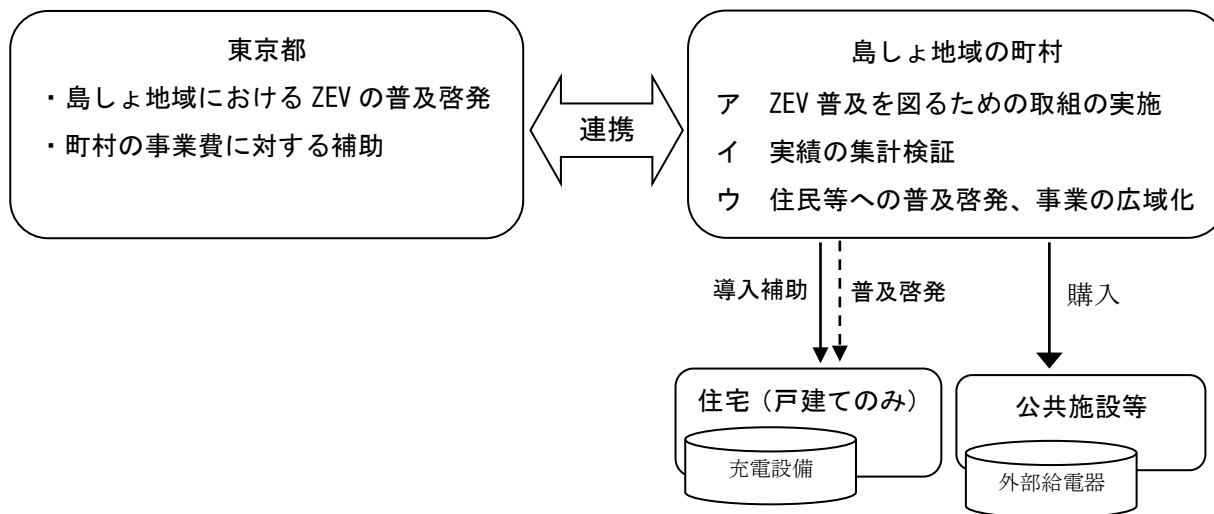 東京都
・島しょ地域における ZEV の普及啓発
・町村の事業費に対する補助
連携
島しょ地域の町村
ア　ZEV 普及を図るための取組の実施
イ　実績の集計検証
ウ　住民等への普及啓発、事業の広域化
導入補助
普及啓発
購入
住宅（戸建てのみ）
充電設備
公共施設等
外部給電器